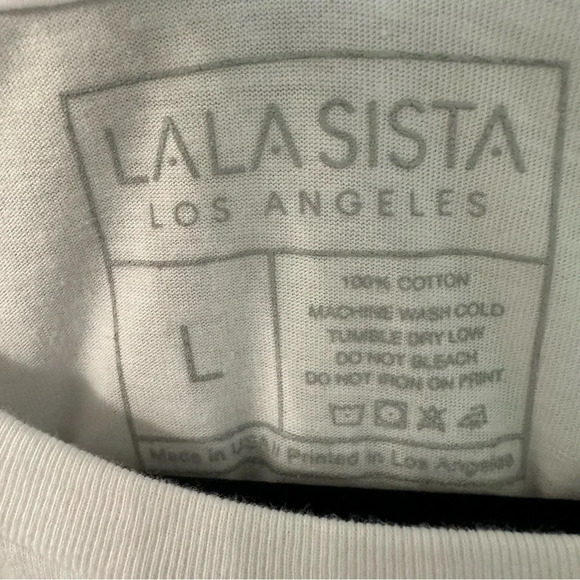 LALA SISTA
LOS ANGELES
L
100% COTTON
MACHINE WASH COLD
TUMBLE DRY LOW
DO NOT BLEACH
DO NOT IRON ON PRINT
Made in USA // Printed in Los Angeles